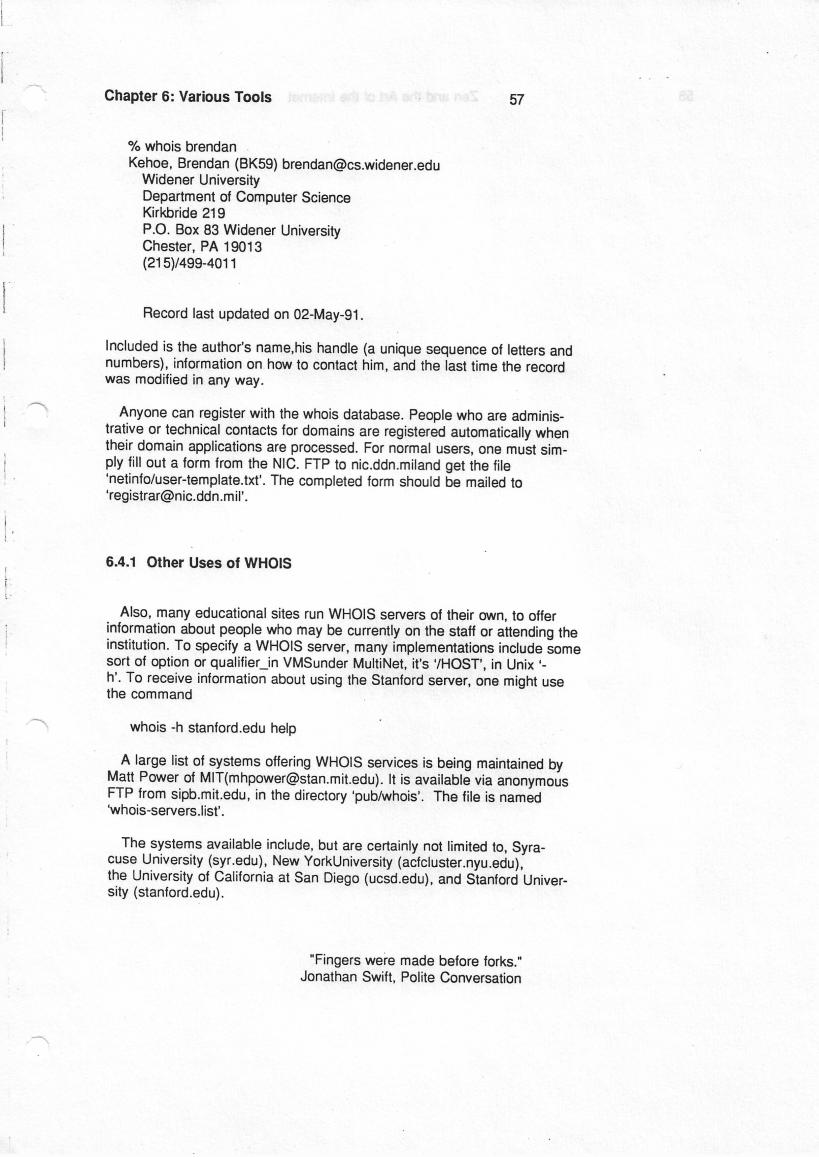 Chapter 6: Various Tools 57
% whois brendan
Kehoe, Brendan (BK59) brendan@cs.widener.edu
Widener University
Department of Computer Science
Kirkbride 219
P.O. Box 83 Widener University
Chester, PA 19013
(215)/499-4011
Record last updated on 02-May-91.
Included is the author's name,his handle (a unique sequence of letters and
numbers), information on how to contact him, and the last time the record
was modified in any way.
Anyone can register with the whois database. People who are adminis-
trative or technical contacts for domains are registered automatically when
their domain applications are processed. For normal users, one must sim-
ply fill out a form from the NIC. FTP to nic.ddn.miland get the file
'netinfo/user-template.txt'. The completed form should be mailed to
'registrar@nic.ddn.mil'.
6.4.1 Other Uses of WHOIS
Also, many educational sites run WHOIS servers of their own, to offer
information about people who may be currently on the staff or attending the
institution. To specify a WHOIS server, many implementations include some
sort of option or qualifier_in VMSunder MultiNet, it's '/HOST', in Unix '-
h'. To receive information about using the Stanford server, one might use
the command
whois -h stanford.edu help
A large list of systems offering WHOIS services is being maintained by
Matt Power of MIT(mhpower@stan.mit.edu). It is available via anonymous
FTP from sipb.mit.edu, in the directory 'pub/whois'. The file is named
'whois-servers.list'.
The systems available include, but are certainly not limited to, Syra-
cuse University (syr.edu), New YorkUniversity (acfcluster.nyu.edu),
the University of California at San Diego (ucsd.edu), and Stanford Univer-
sity (stanford.edu).
"Fingers were made before forks."
Jonathan Swift, Polite Conversation